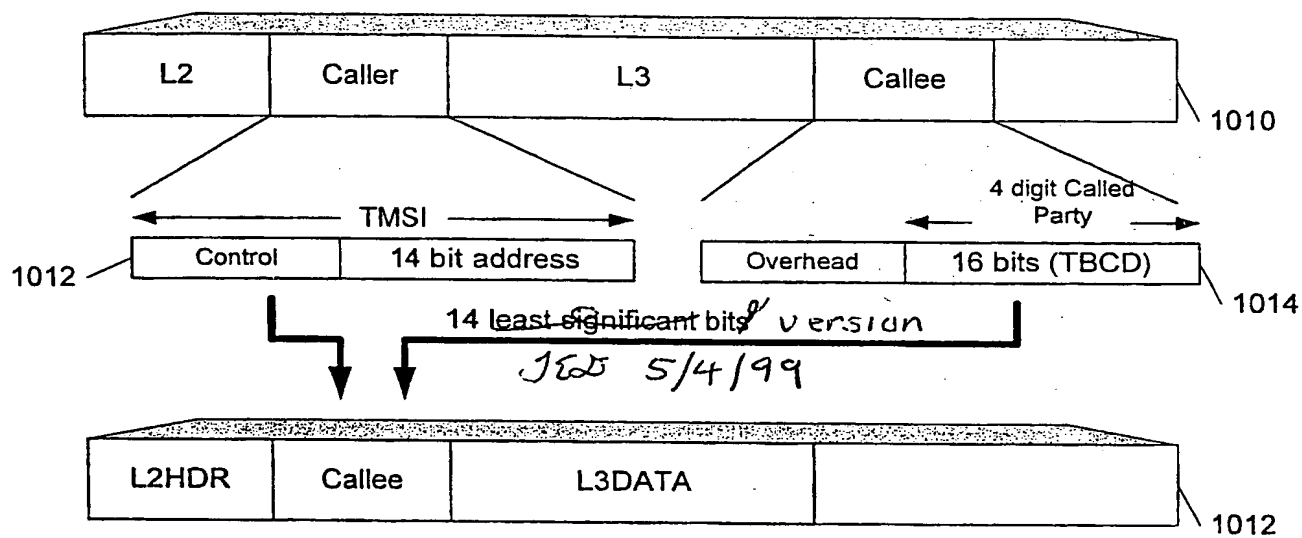 L2 Caller L3 Callee
1010
TMSI
4 digit Called
Party
Control 14 bit address
Overhead 16 bits (TBCD)
1012
1014
14 least significant bits version
5/4/99
L2HDR Callee L3DATA
1012